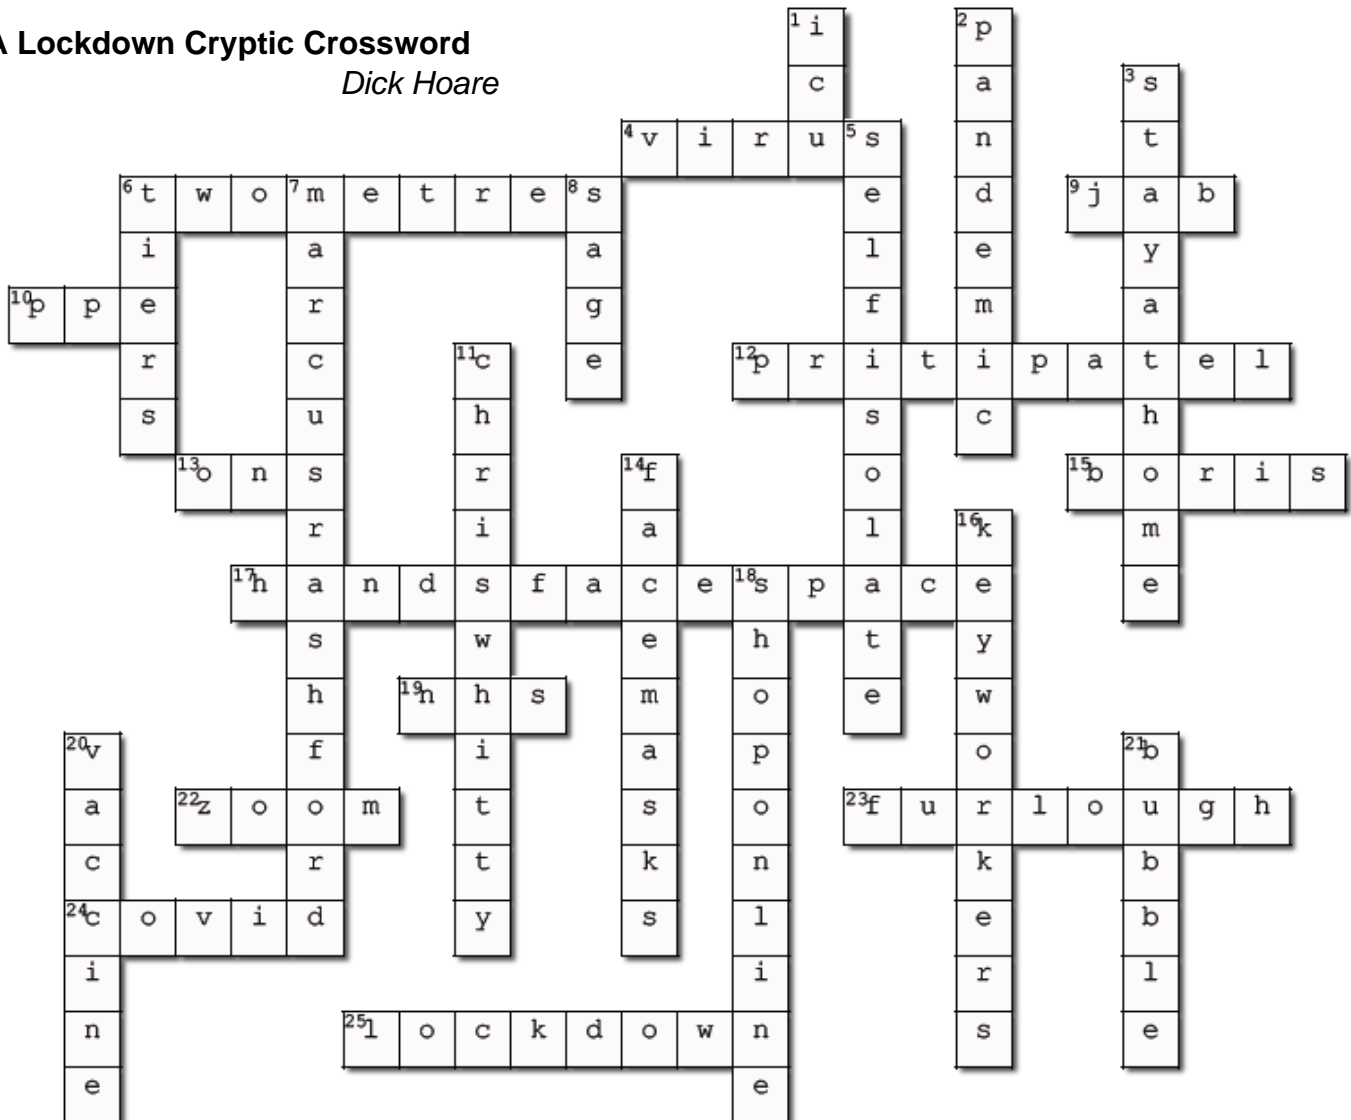 A Lockdown Cryptic Crossword
Dick Hoare
1 i 2 p
c a 3 s
4 v i r u 5 s n t
6 t w o 7 m e t r e 8 s e d 9 j a b
i a a l e y
10 p p e r g f m a
r c 11 c e 12 p r i t i p a t e l
s u h s c h
13 o n s r 14 f o 15 b o r i s
r i a l 16 k m
17 h a n d s f a c e 18 s p a c e e
s w e h t y
h 19 n h s m o e w
20 v f i a p o 21 b
a 22 z o o m t s o 23 f u r l o u g h
c r t k n k b
24 c o v i d y s l e b
i i r l
n 25 l o c k d o w n s e
e e